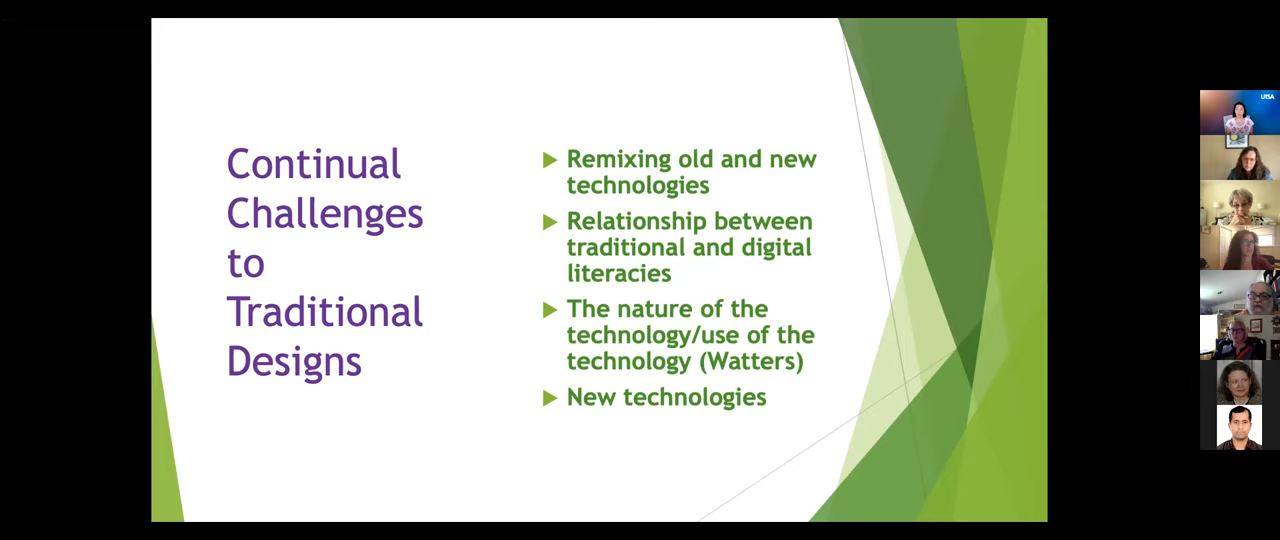 Continual
Challenges
to
Traditional
Designs
Remixing old and new
technologies
Relationship between
traditional and digital
literacies
The nature of the
technology/use of the
technology (Watters)
New technologies
UTSA